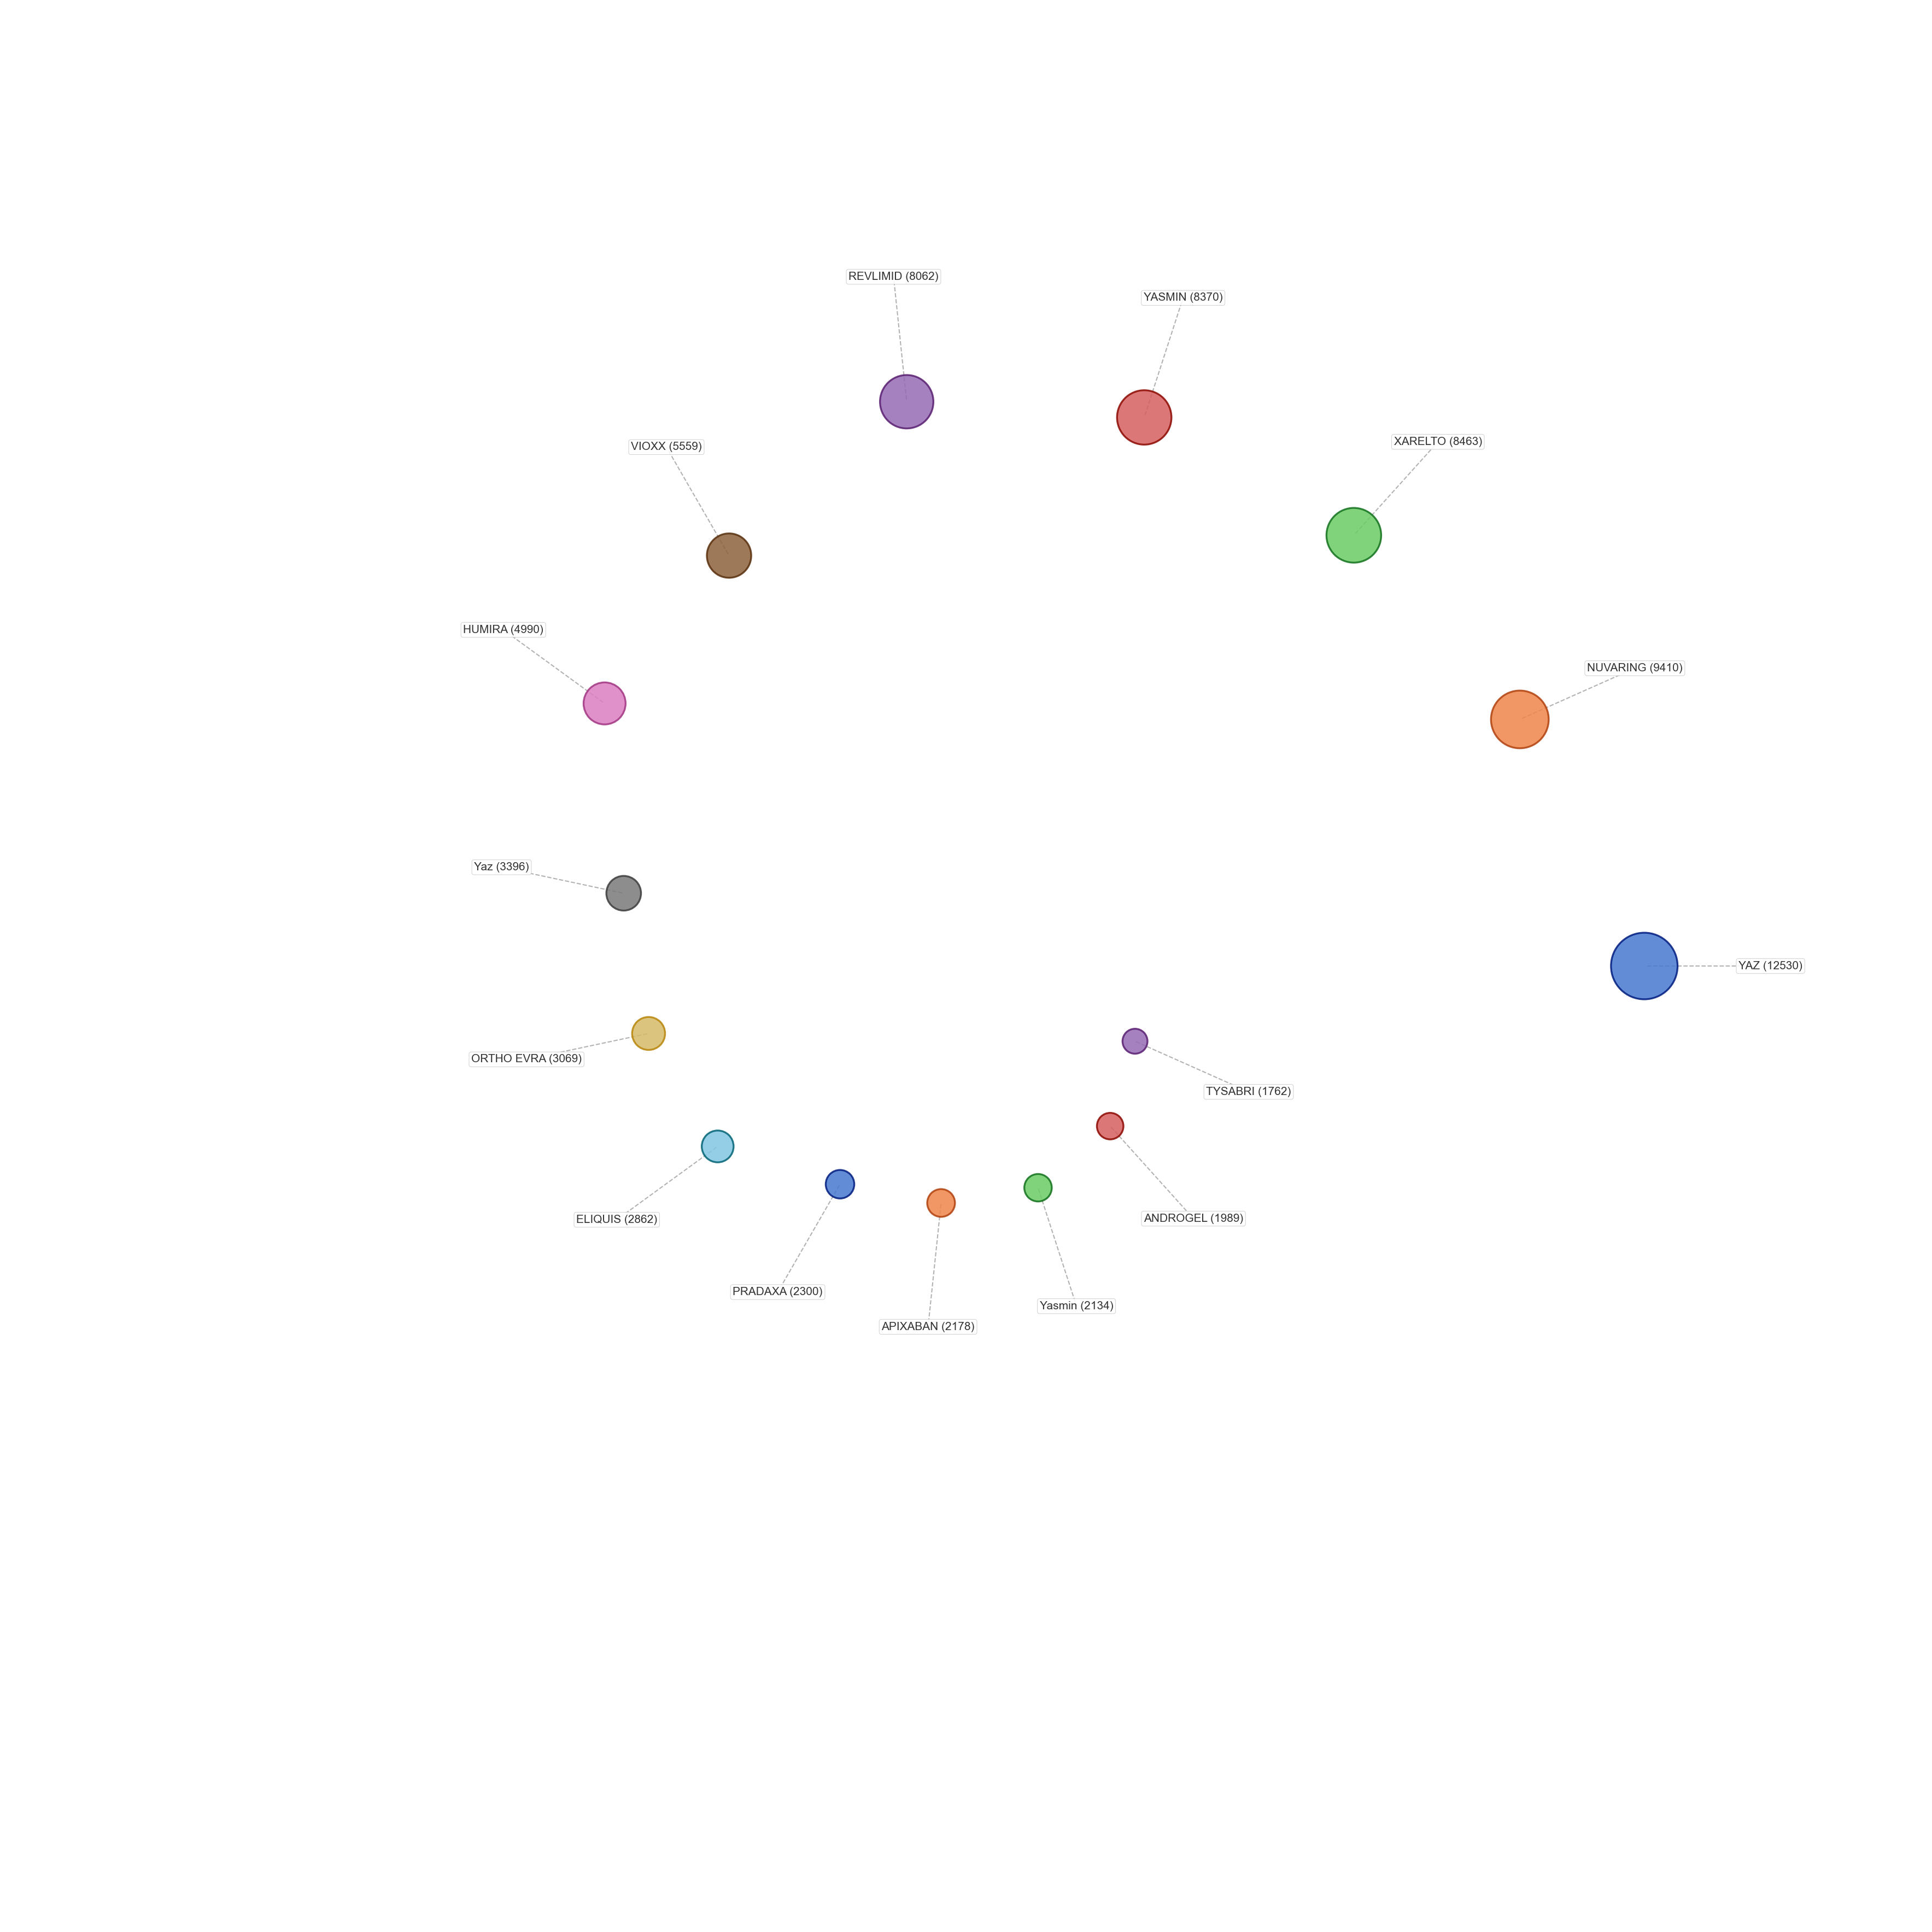 REVLIMID (8062)
YASMIN (8370)
XARELTO (8463)
VIOXX (5559)
HUMIRA (4990)
NUVARING (9410)
Yaz (3396)
YAZ (12530)
ORTHO EVRA (3069)
TYSABRI (1762)
ELIQUIS (2862)
ANDROGEL (1989)
PRADAXA (2300)
Yasmin (2134)
APIXABAN (2178)